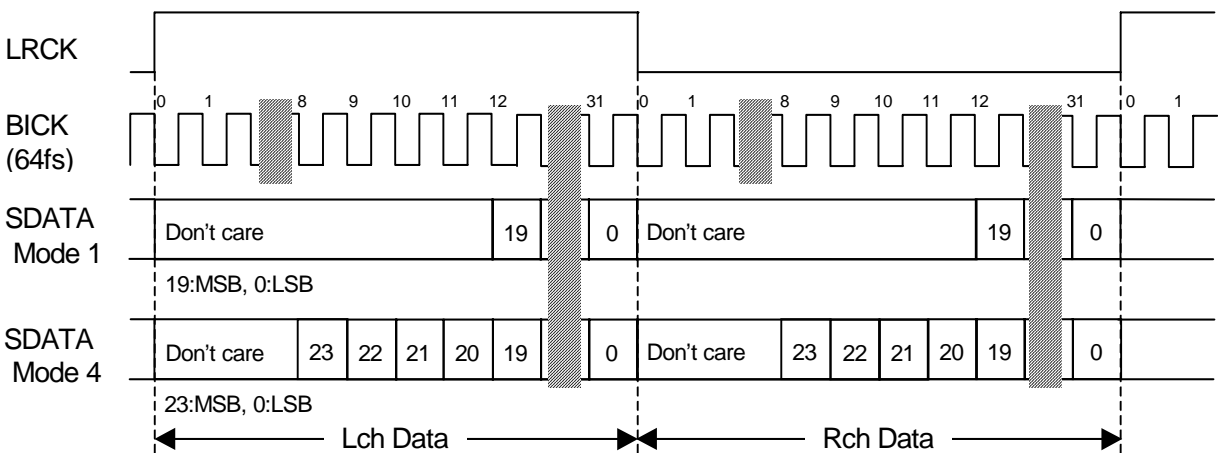 LRCK
0 1 8 9 10 11 12 31 0 1 8 9 10 11 12 31 0 1
BICK
(64fs)
SDATA
Mode 1
Don't care 19 0 Don't care 19 0
19:MSB, 0:LSB
SDATA
Mode 4
Don't care 23 22 21 20 19 0 Don't care 23 22 21 20 19 0
23:MSB, 0:LSB
Lch Data Rch Data